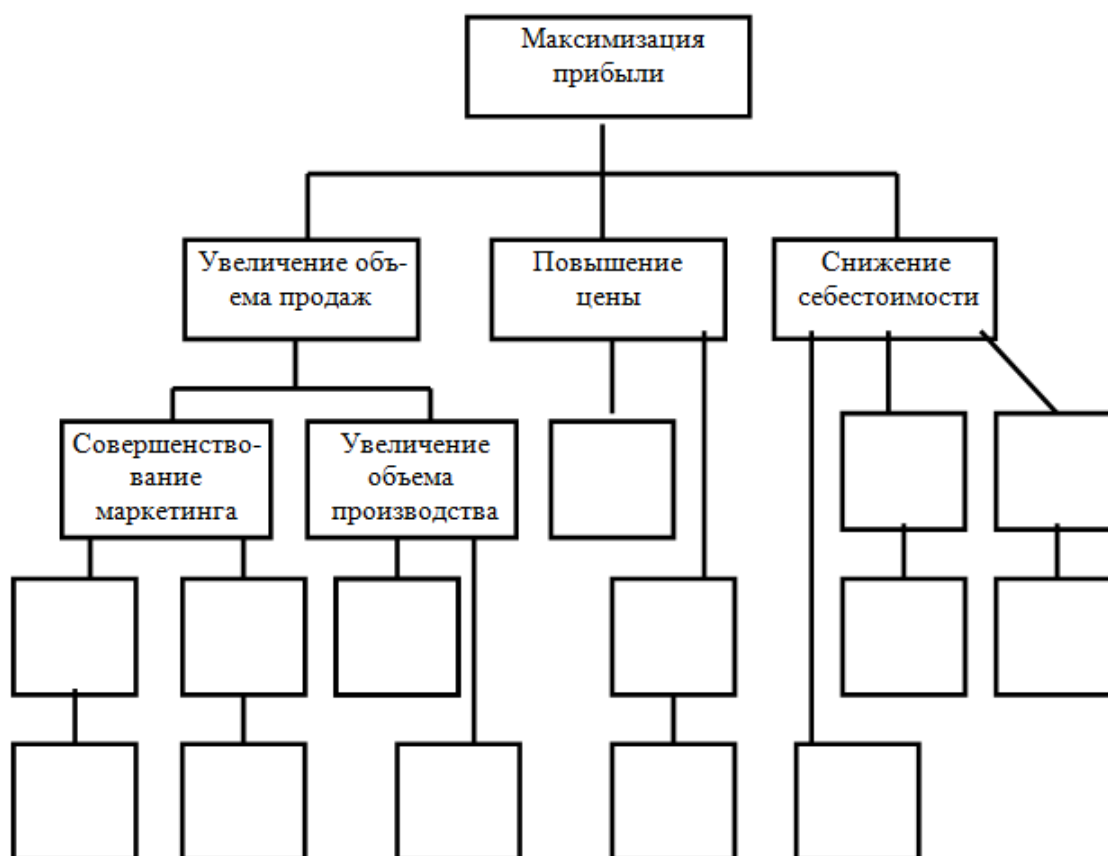 Максимизация
прибыли
Увеличение объ-
ема продаж
Повышение
цены
Снижение
себестоимости
Совершенство-
вание
маркетинга
Увеличение
объема
производства